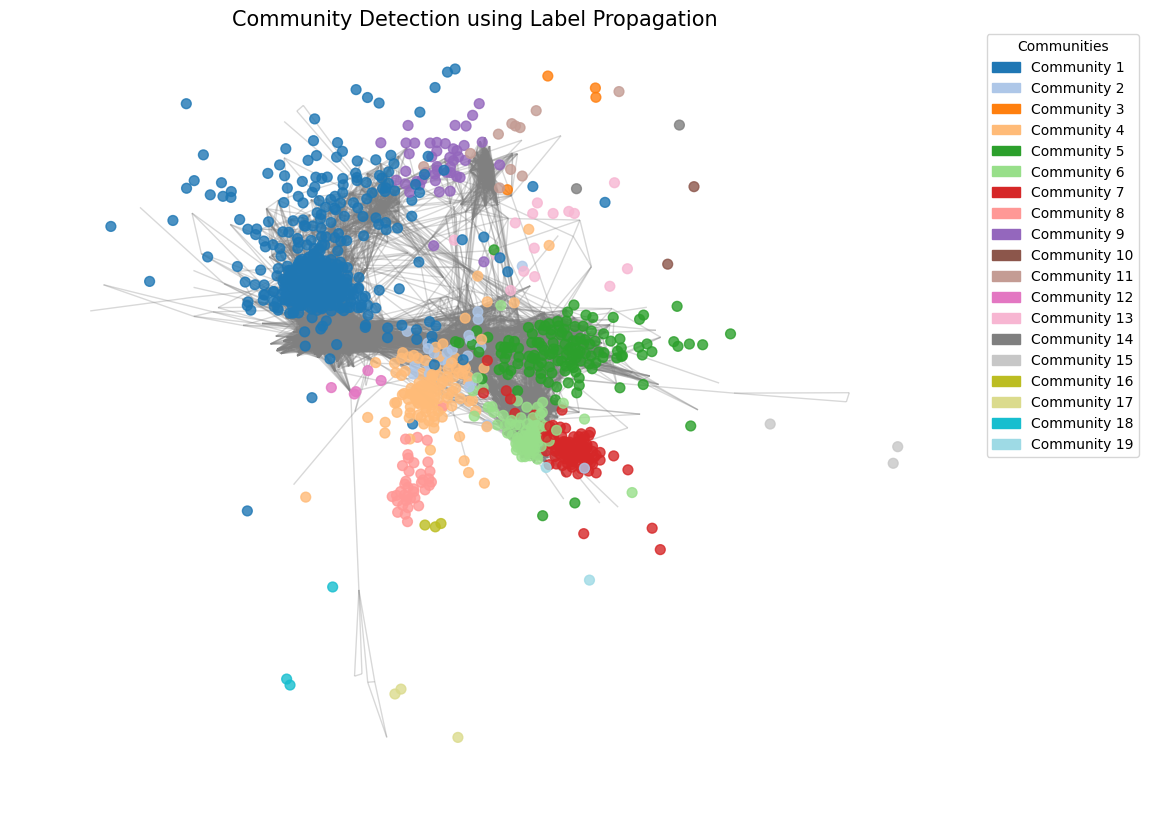 Community Detection using Label Propagation
Communities
Community 1
Community 2
Community 3
Community 4
Community 5
Community 6
Community 7
Community 8
Community 9
Community 10
Community 11
Community 12
Community 13
Community 14
Community 15
Community 16
Community 17
Community 18
Community 19